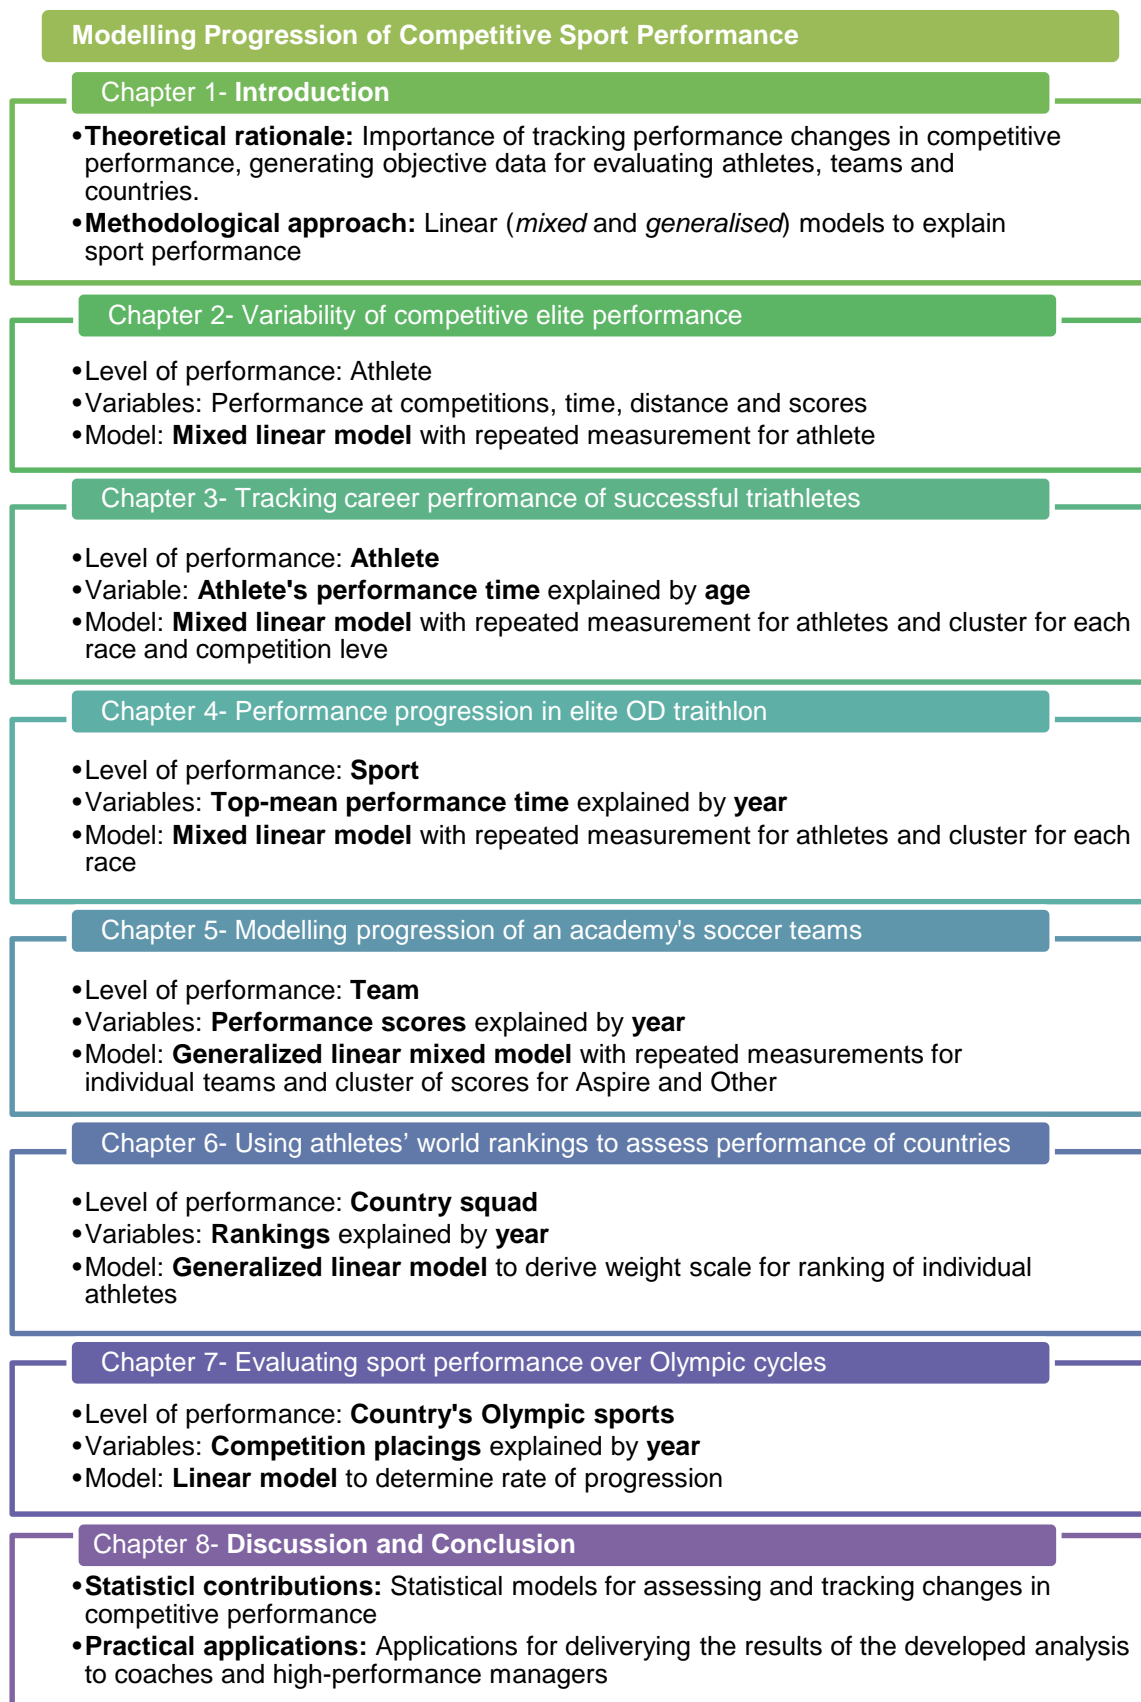 Modelling Progression of Competitive Sport Performance
Chapter 1- Introduction
•Theoretical rationale: Importance of tracking performance changes in competitive
performance, generating objective data for evaluating athletes, teams and
countries.
•Methodological approach: Linear (mixed and generalised) models to explain
sport performance
Chapter 2- Variability of competitive elite performance
•Level of performance: Athlete
•Variables: Performance at competitions, time, distance and scores
•Model: Mixed linear model with repeated measurement for athlete
Chapter 3- Tracking career perfromance of successful triathletes
•Level of performance: Athlete
•Variable: Athlete's performance time explained by age
•Model: Mixed linear model with repeated measurement for athletes and cluster for each
race and competition leve
Chapter 4- Performance progression in elite OD traithlon
•Level of performance: Sport
•Variables: Top-mean performance time explained by year
•Model: Mixed linear model with repeated measurement for athletes and cluster for each
race
Chapter 5- Modelling progression of an academy's soccer teams
•Level of performance: Team
•Variables: Performance scores explained by year
•Model: Generalized linear mixed model with repeated measurements for
individual teams and cluster of scores for Aspire and Other
Chapter 6- Using athletes’ world rankings to assess performance of countries
•Level of performance: Country squad
•Variables: Rankings explained by year
•Model: Generalized linear model to derive weight scale for ranking of individual
athletes
Chapter 7- Evaluating sport performance over Olympic cycles
•Level of performance: Country's Olympic sports
•Variables: Competition placings explained by year
•Model: Linear model to determine rate of progression
Chapter 8- Discussion and Conclusion
•Statisticl contributions: Statistical models for assessing and tracking changes in
competitive performance
•Practical applications: Applications for deliverying the results of the developed analysis
to coaches and high-performance managers